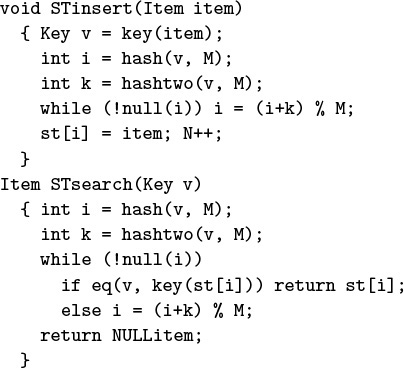 void STinsert(Item item)
  { Key v = key(item);
    int i = hash(v, M);
    int k = hashtwo(v, M);
    while (!null(i)) i = (i+k) % M;
    st[i] = item; N++;
  }
Item STsearch(Key v)
  { int i = hash(v, M);
    int k = hashtwo(v, M);
    while (!null(i))
      if eq(v, key(st[i])) return st[i];
      else i = (i+k) % M;
    return NULLitem;
  }